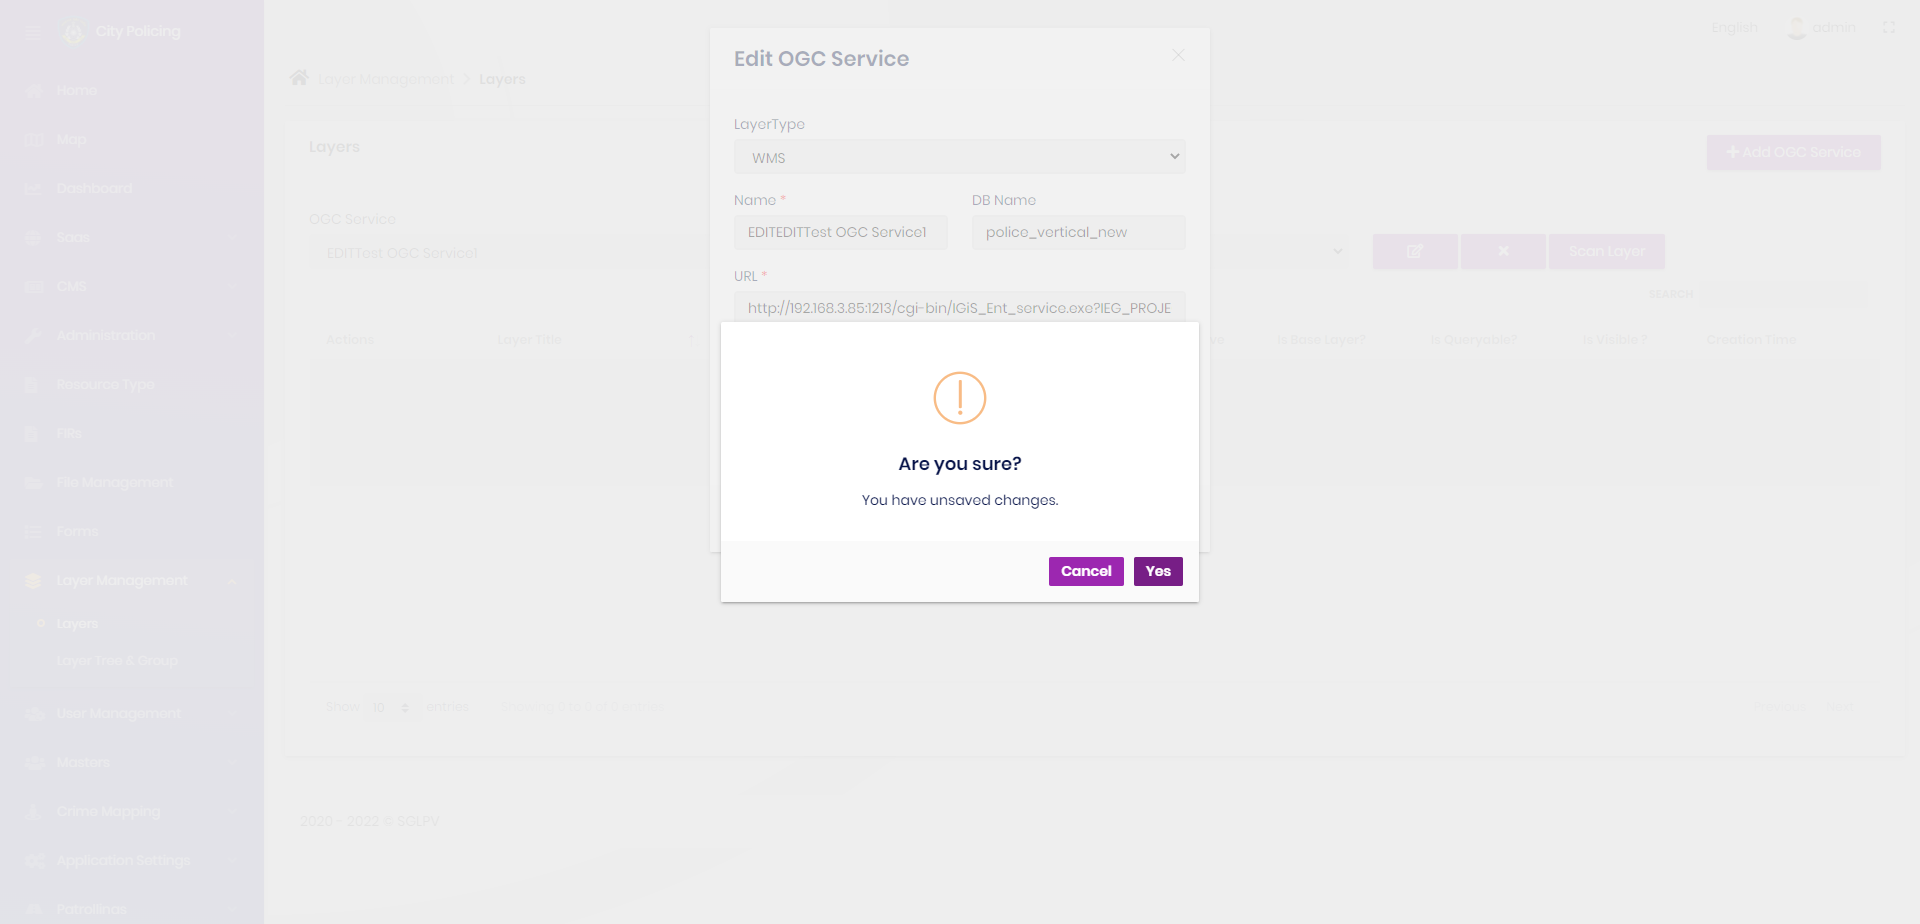 City Policing
English
admin
Home
Map
Dashboard
CMS
Administration
Resource Type
FIRs
File Management
Forms
Layer Management
Layers
Layer Tree & Group
User Management
Masters
Crime Mapping
Application Settings
Patrollings
Layer Management > Layers
Layers
+ Add OGC Service
OGC Service
EDITTest OGC Service1
Scan Layer
SEARCH
Actions
Layer Title
Is Base Layer?
Is Queryable?
Is Visible ?
Creation Time
Show 10 entries
Previous
2020 - 2022 © SGLPV
Edit OGC Service
LayerType
WMS
Name *
DB Name
EDITEDITTest OGC Service1
police_vertical_new
URL *
http://192.168.3.85:1213/cgi-bin/IGiS_Ent_service.exe?IEG_PROJE
Are you sure?
You have unsaved changes.
Cancel
Yes